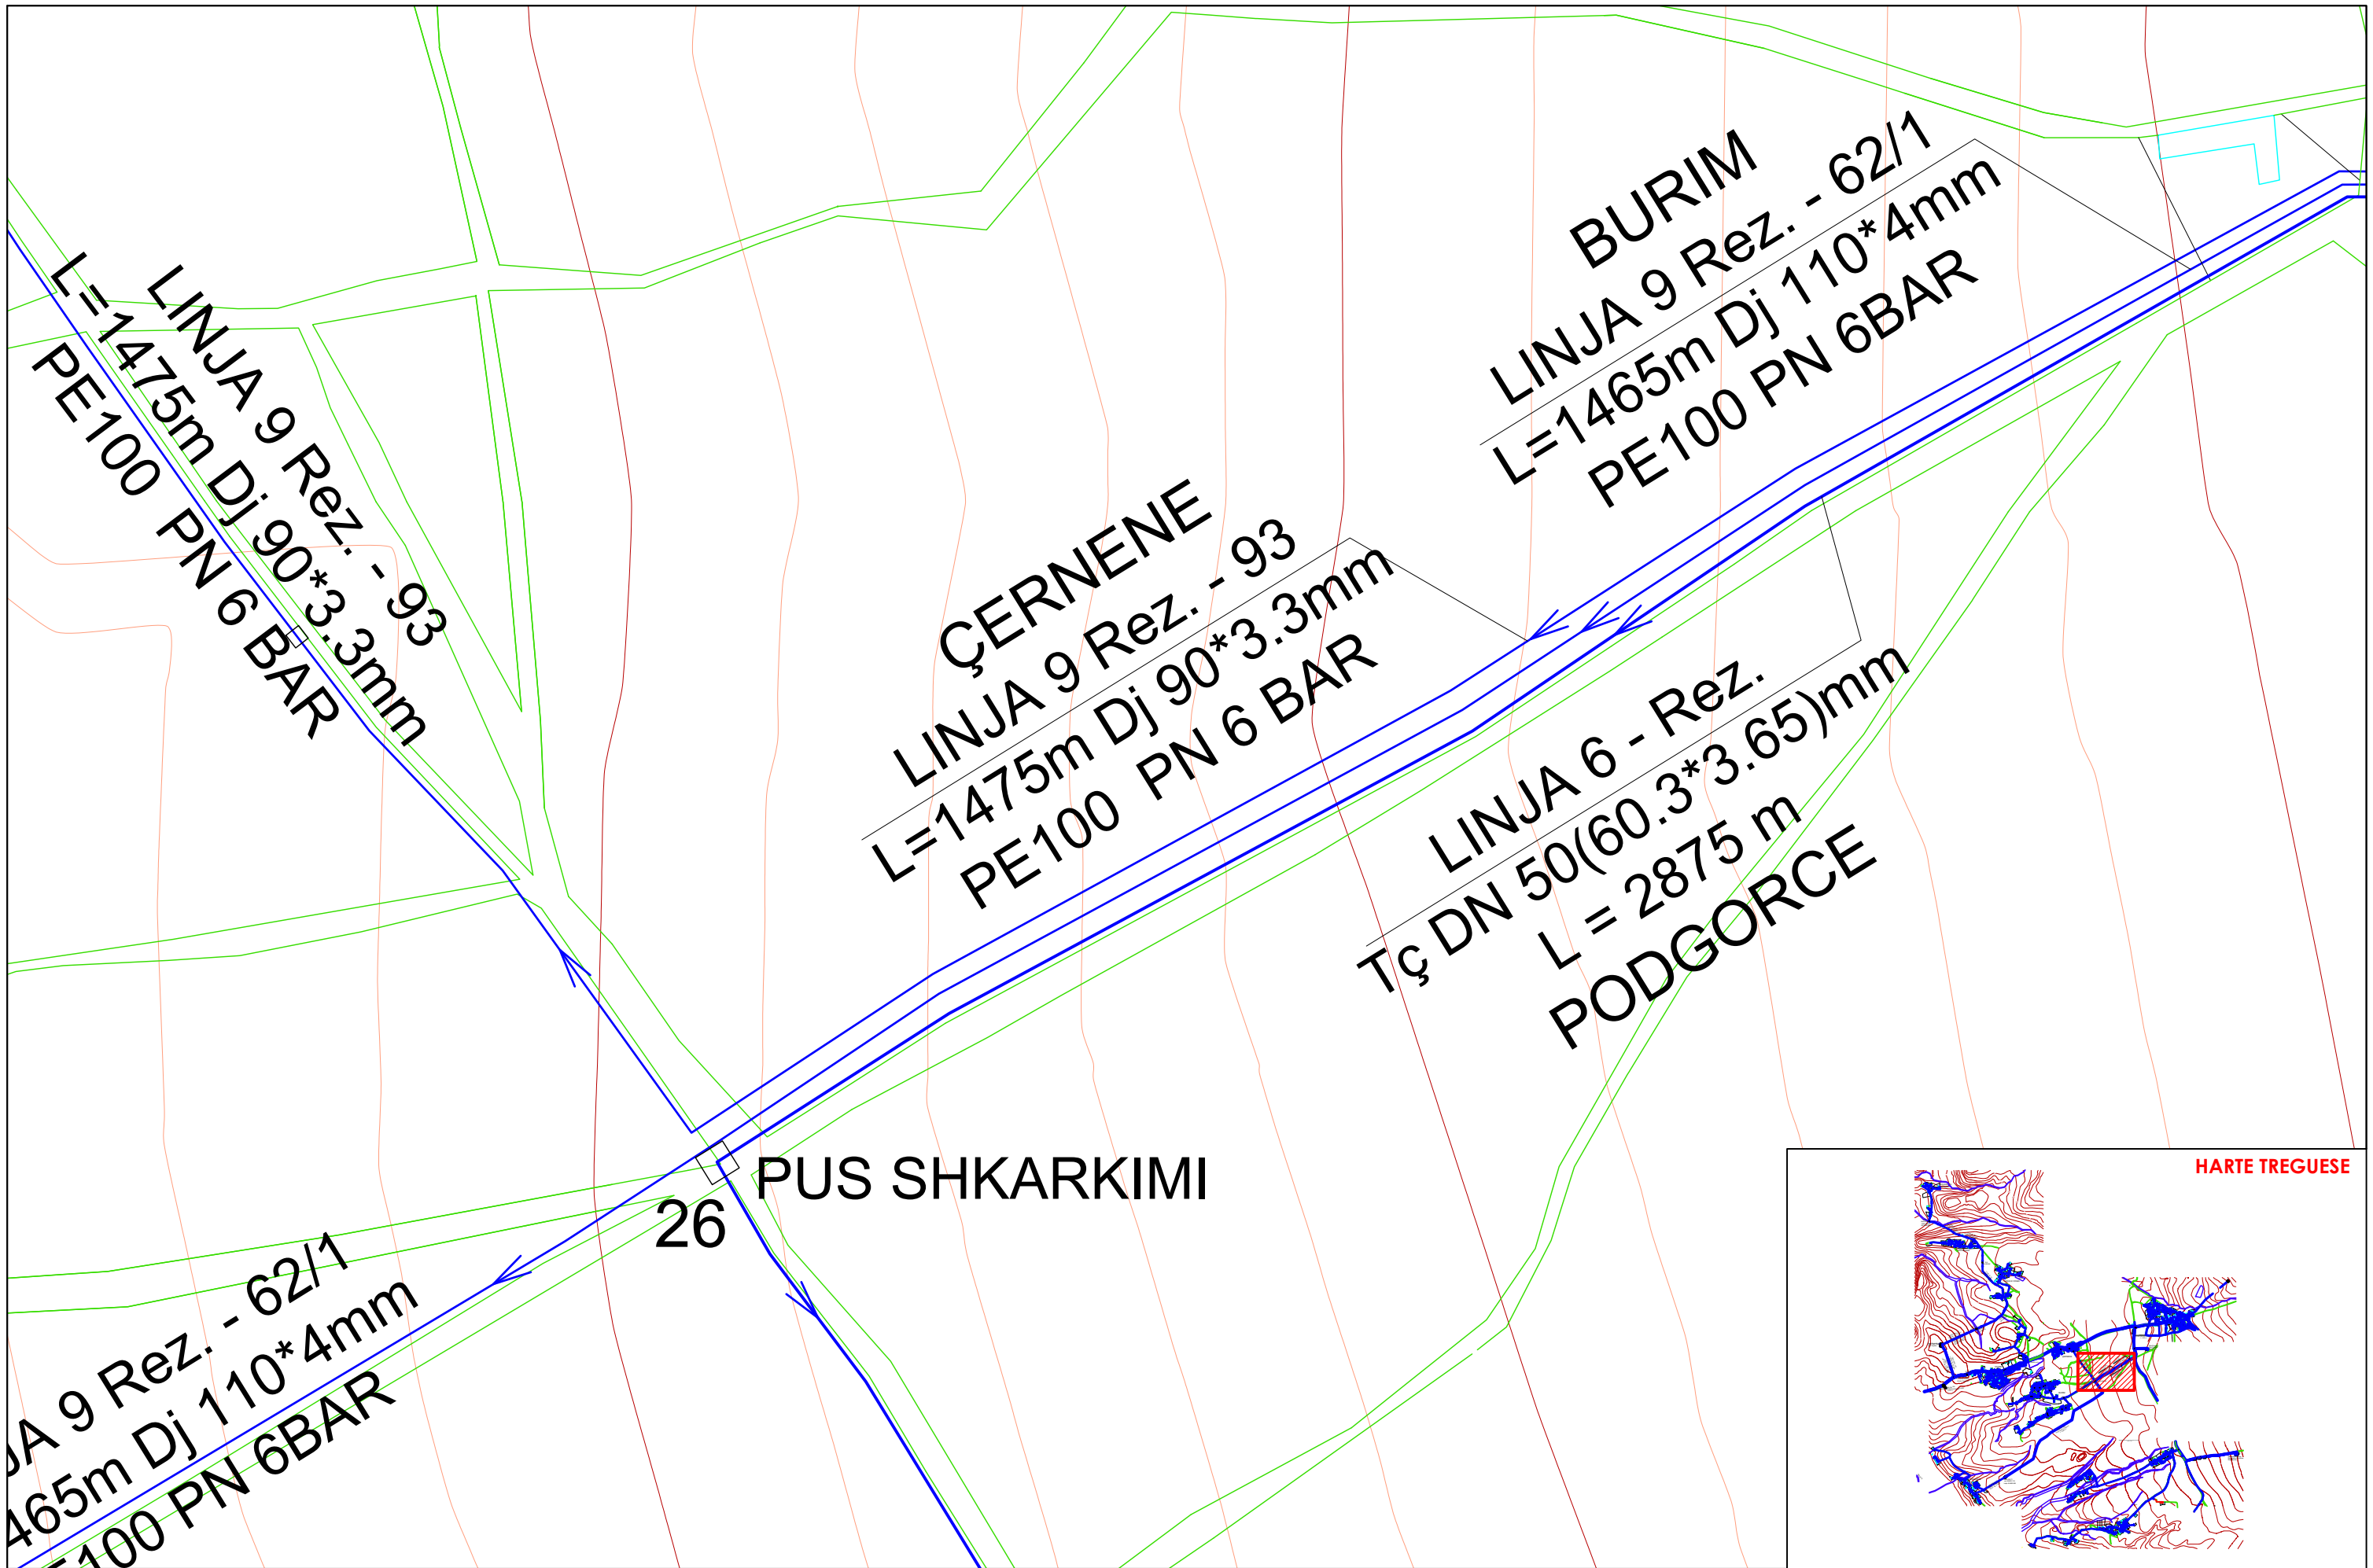 BURIM
LINJA 9 Rez. - 62/1
L=1465m Dj 110*4mm
PE100 PN 6BAR
LINJA 9 Rez. - 93
L=1475m Dj 90*3.3mm
PE100 PN 6 BAR
ÇERNENE
LINJA 9 Rez. - 93
L=1475m Dj 90*3.3mm
PE100 PN 6 BAR
LINJA 6 - Rez.
Tç DN 50(60.3*3.65)mm
L = 2875 m
PODGORCE
PUS SHKARKIMI
26
JA 9 Rez. - 62/1
465m Dj 110*4mm
100 PN 6BAR
HARTE TREGUESE